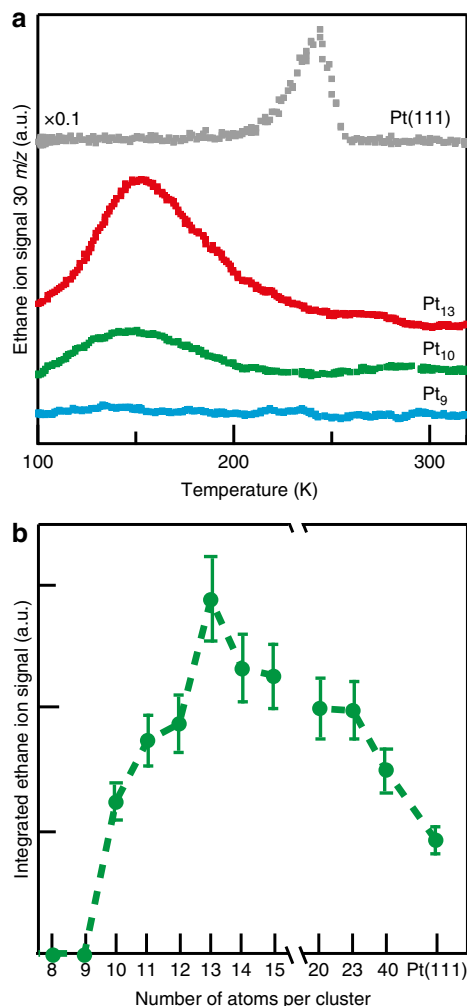 a
×0.1
Pt(111)
Pt13
Pt10
Pt9
Ethane ion signal 30 m/z (a.u.)
100 200 300
Temperature (K)
b
Integrated ethane ion signal (a.u.)
8 9 10 11 12 13 14 15 20 23 40 Pt(111)
Number of atoms per cluster